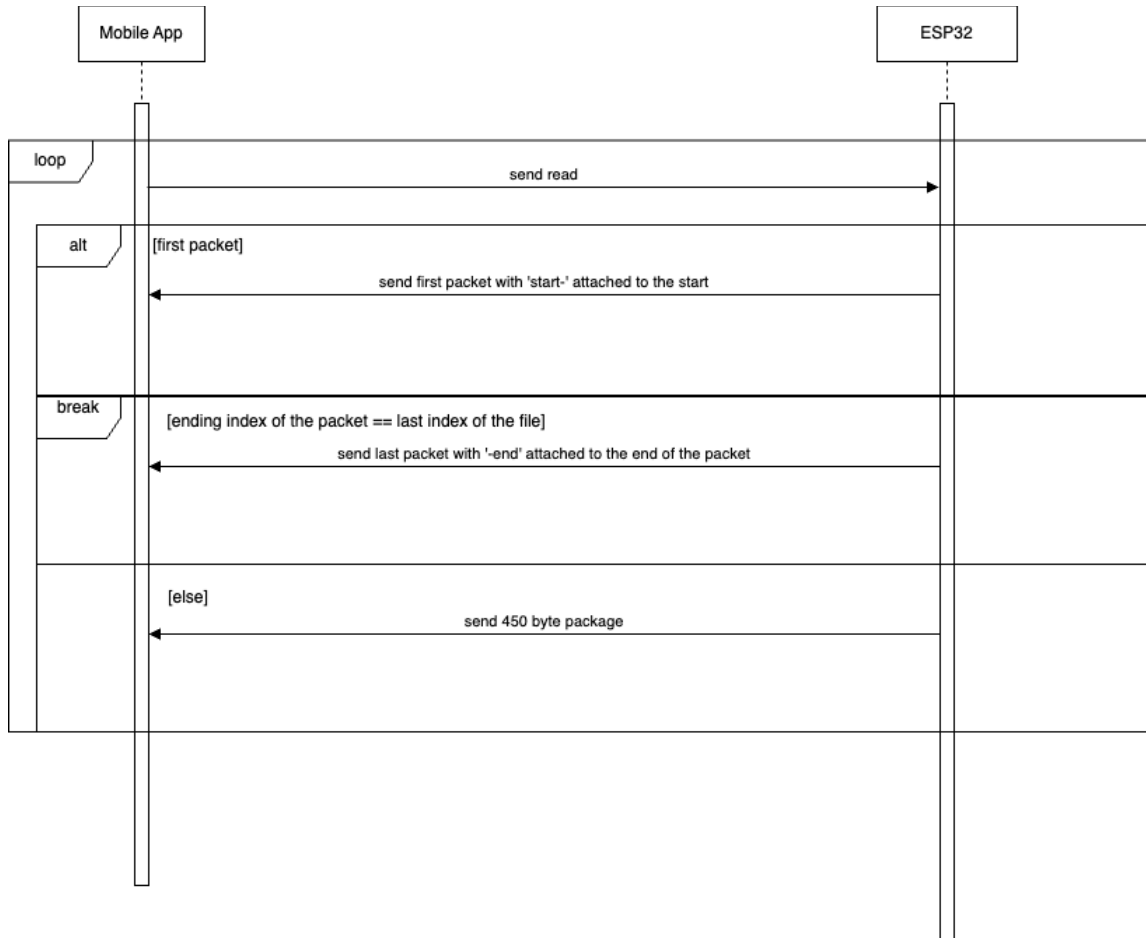 Mobile App
ESP32
loop
send read
alt
[first packet]
send first packet with 'start-' attached to the start
break
[ending index of the packet == last index of the file]
send last packet with '-end' attached to the end of the packet
[else]
send 450 byte package